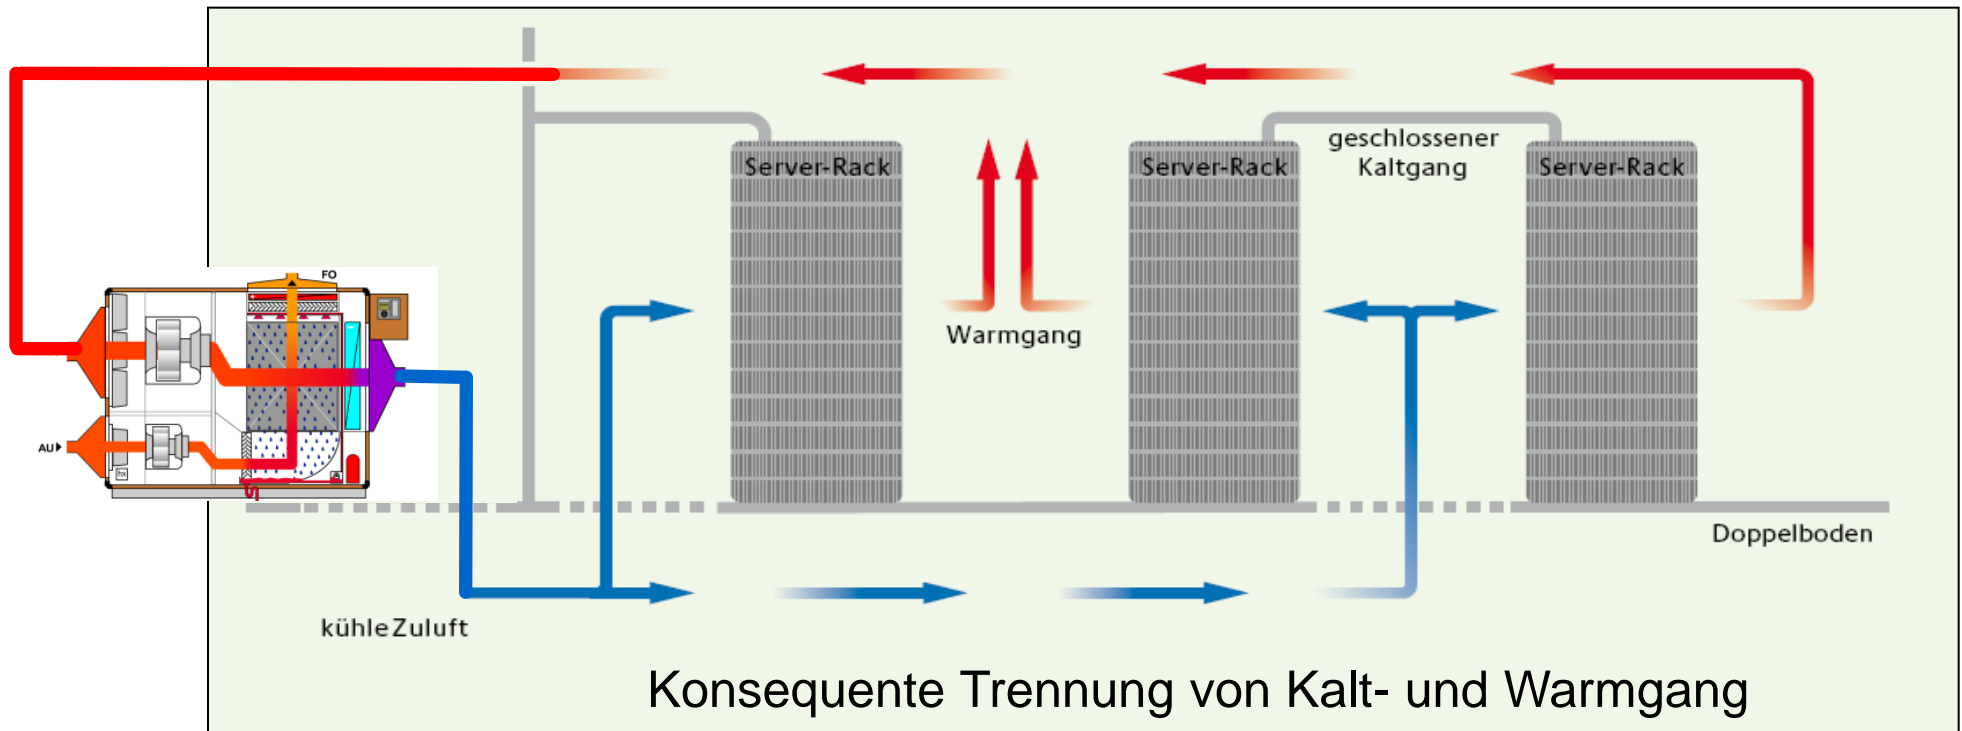 geschlossener
Kaltgang
Server-Rack
Server-Rack
Server-Rack
FO
Warmgang
AU
hx
Doppelboden
kühle Zuluft
Konsequente Trennung von Kalt- und Warmgang